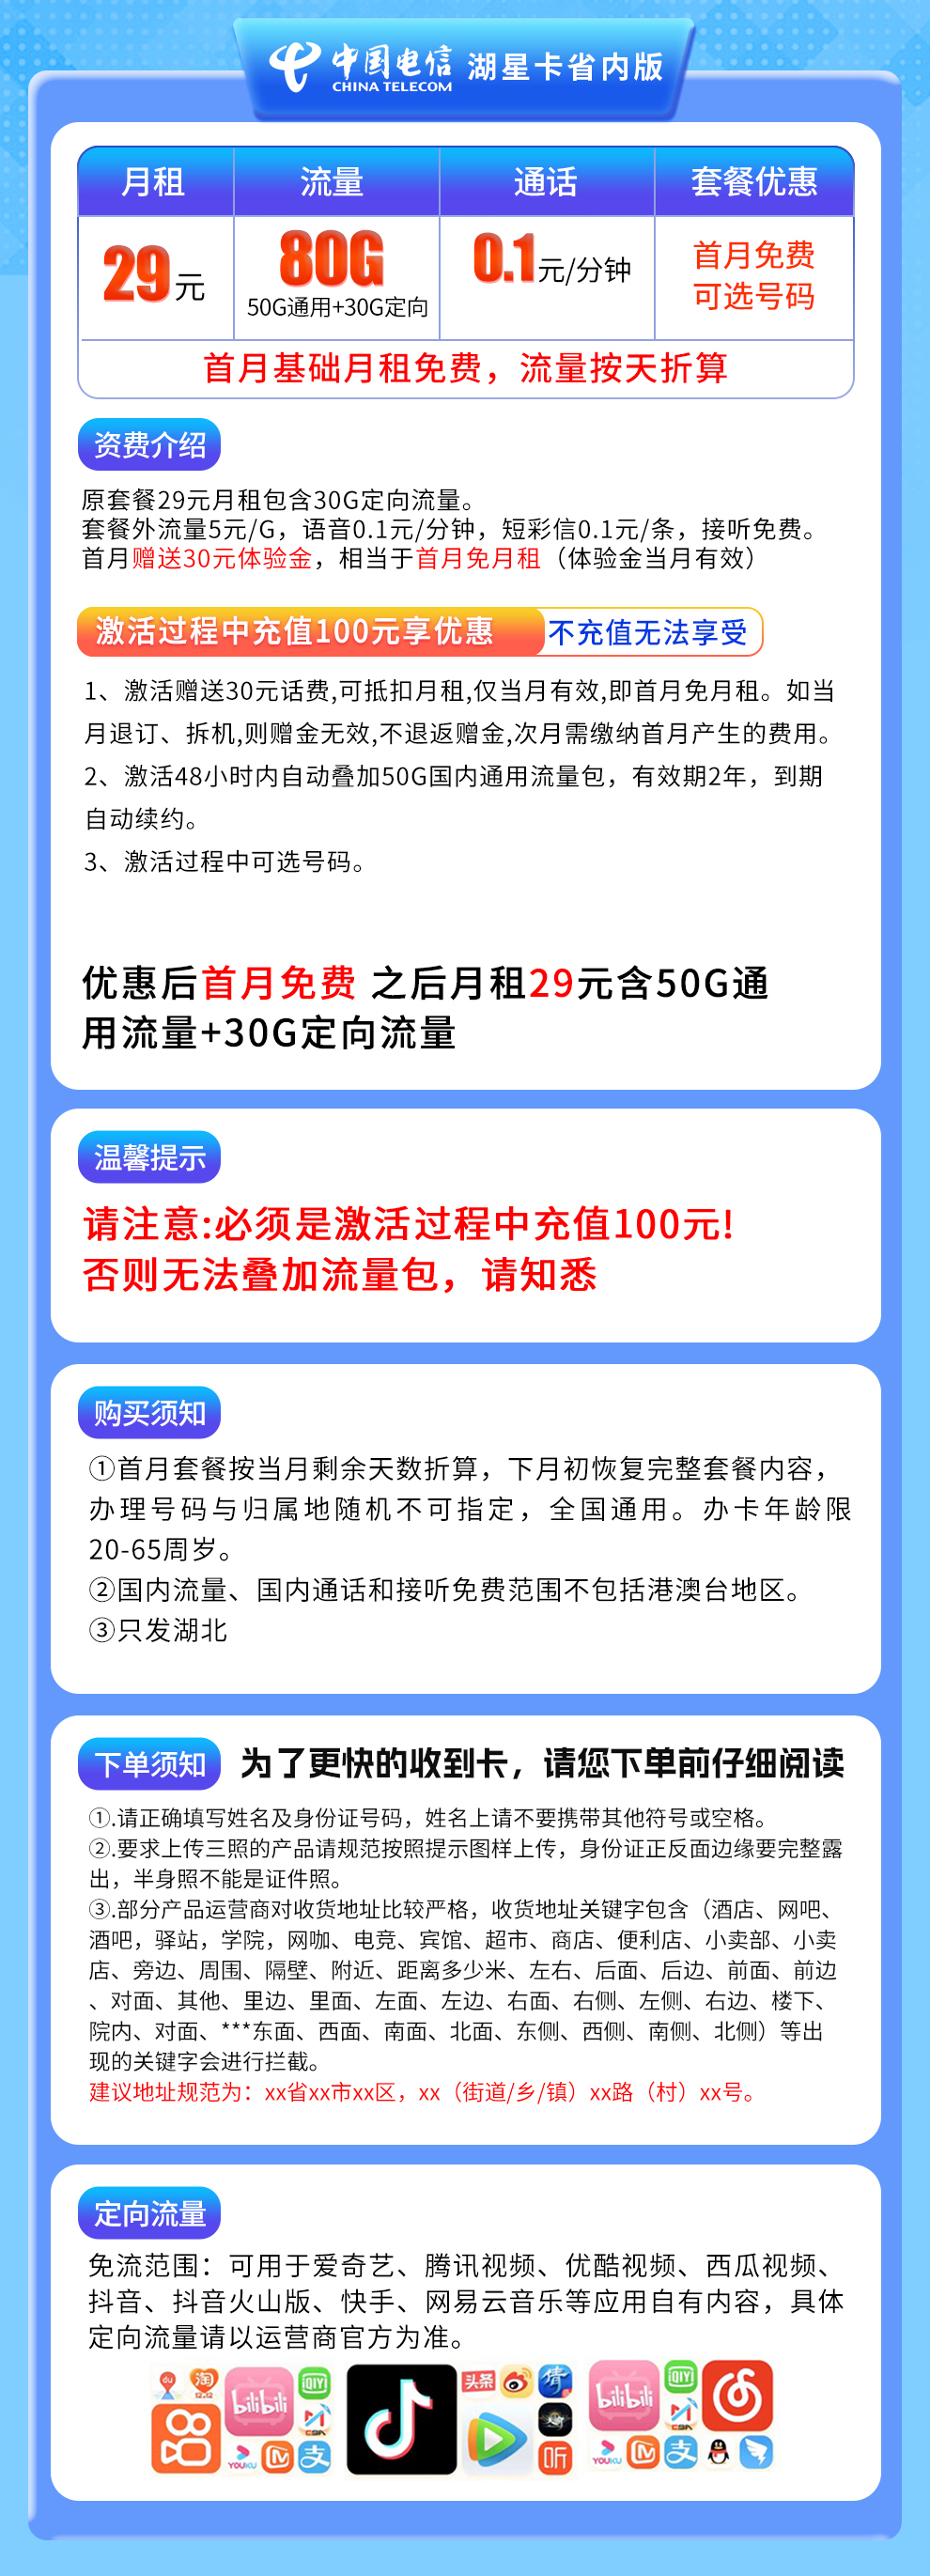 中国电信 CHINA TELECOM 湖星卡省内版
月租 流量 通话 套餐优惠
29元 80G 0.1元/分钟 首月免费
50G通用+30G定向 可选号码
首月基础月租免费，流量按天折算
资费介绍
原套餐29元月租包含30G定向流量。
套餐外流量5元/G，语音0.1元/分钟，短彩信0.1元/条，接听免费。
首月赠送30元体验金，相当于首月免月租（体验金当月有效）
激活过程中充值100元享优惠 不充值无法享受
1、激活赠送30元话费,可抵扣月租,仅当月有效,即首月免月租。如当
月退订、拆机,则赠金无效,不退返赠金,次月需缴纳首月产生的费用。
2、激活48小时内自动叠加50G国内通用流量包，有效期2年，到期
自动续约。
3、激活过程中可选号码。
优惠后首月免费 之后月租29元含50G通
用流量+30G定向流量
温馨提示
请注意:必须是激活过程中充值100元!
否则无法叠加流量包，请知悉
购买须知
①首月套餐按当月剩余天数折算，下月初恢复完整套餐内容，
办理号码与归属地随机不可指定，全国通用。办卡年龄限
20-65周岁。
②国内流量、国内通话和接听免费范围不包括港澳台地区。
③只发湖北
下单须知 为了更快的收到卡，请您下单前仔细阅读
①.请正确填写姓名及身份证号码，姓名上请不要携带其他符号或空格。
②.要求上传三照的产品请规范按照提示图样上传，身份证正反面边缘要完整露
出，半身照不能是证件照。
③.部分产品运营商对收货地址比较严格，收货地址关键字包含（酒店、网吧、
酒吧，驿站，学院，网咖、电竞、宾馆、超市、商店、便利店、小卖部、小卖
店、旁边、周围、隔壁、附近、距离多少米、左右、后面、后边、前面、前边
、对面、其他、里边、里面、左面、左边、右面、右侧、左侧、右边、楼下、
院内、对面、***东面、西面、南面、北面、东侧、西侧、南侧、北侧）等出
现的关键字会进行拦截。
建议地址规范为：xx省xx市xx区，xx（街道/乡/镇）xx路（村）xx号。
定向流量
免流范围：可用于爱奇艺、腾讯视频、优酷视频、西瓜视频、
抖音、抖音火山版、快手、网易云音乐等应用自有内容，具体
定向流量请以运营商官方为准。
du 淘 12.12 bilibili iQIYI 头条 倩 bilibili iQIYI
YOUKU 支 听 YOUKU 支